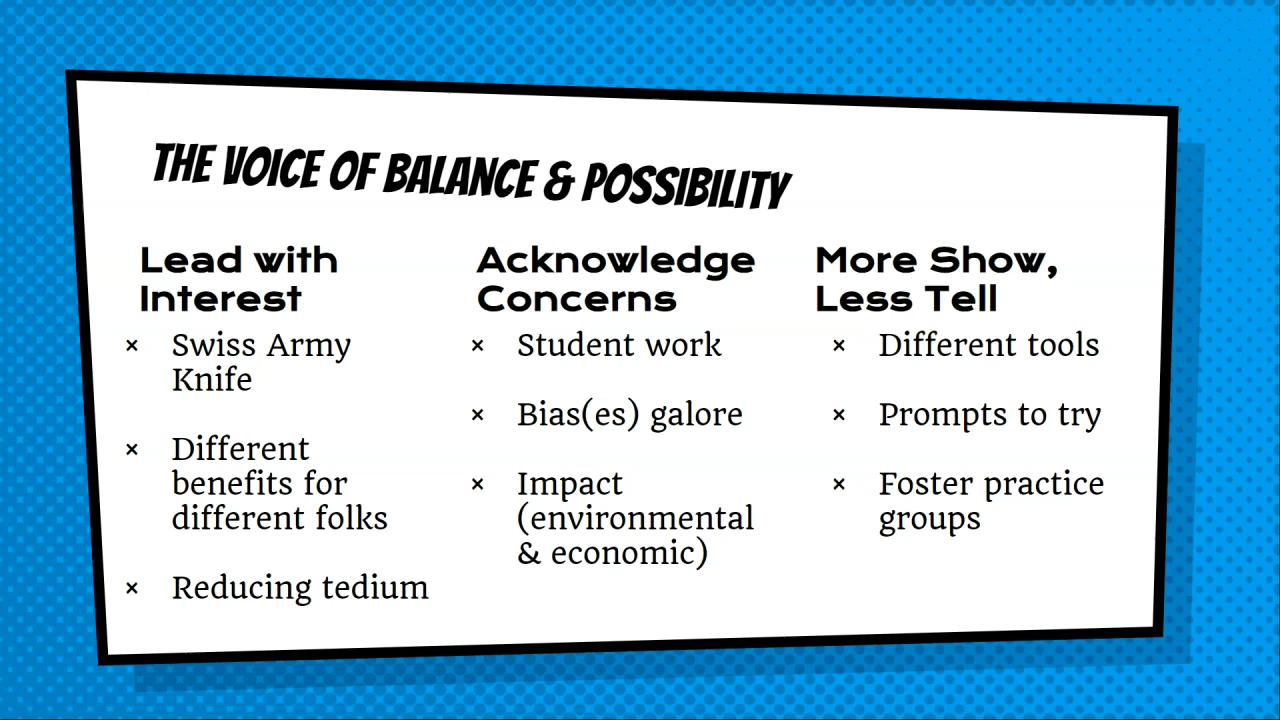 THE VOICE OF BALANCE & POSSIBILITY
Lead with
Interest
× Swiss Army
Knife
× Different
benefits for
different folks
× Reducing tedium
Acknowledge
Concerns
× Student work
× Bias(es) galore
× Impact
(environmental
& economic)
More Show,
Less Tell
× Different tools
× Prompts to try
× Foster practice
groups